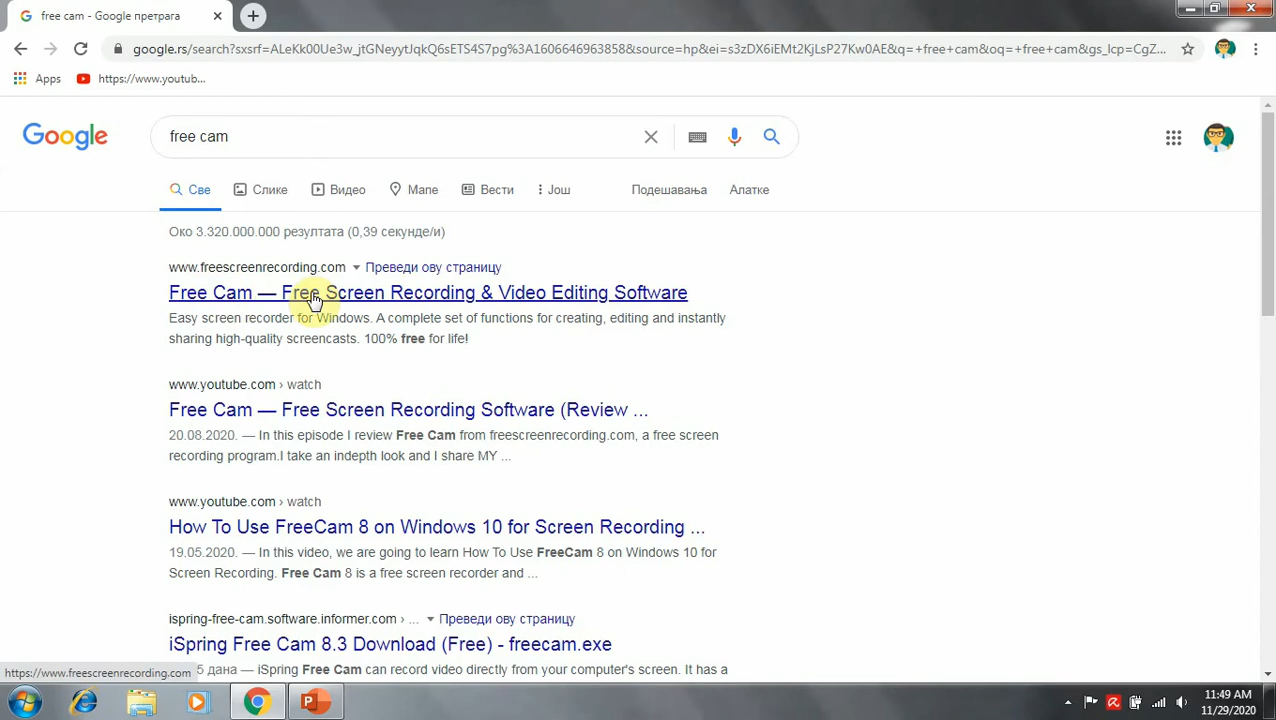 free cam - Google претрага
google.rs/search?sxsrf=ALeKk00Ue3w_jtGNeyytJqkQ6sETS4S7pg%3A1606646963858&source=hp&ei=s3zDX6iEMt2KjLsP27Kw0AE&q=+free+cam&oq=+free+cam&gs_lcp=CgZ...
Apps
https://www.youtub...
Google
free cam
Све Слике Видео Мапе Вести Још Подешавања Алатке
Око 3.320.000.000 резултата (0,39 секунде/и)
www.freescreenrecording.com Преведи ову страницу
Free Cam — Free Screen Recording & Video Editing Software
Easy screen recorder for Windows. A complete set of functions for creating, editing and instantly
sharing high-quality screencasts. 100% free for life!
www.youtube.com › watch
Free Cam — Free Screen Recording Software (Review ...
20.08.2020. — In this episode I review Free Cam from freescreenrecording.com, a free screen
recording program.I take an indepth look and I share MY ...
www.youtube.com › watch
How To Use FreeCam 8 on Windows 10 for Screen Recording ...
19.05.2020. — In this video, we are going to learn How To Use FreeCam 8 on Windows 10 for
Screen Recording. Free Cam 8 is a free screen recorder and ...
ispring-free-cam.software.informer.com › ... Преведи ову страницу
iSpring Free Cam 8.3 Download (Free) - freecam.exe
5 дана — iSpring Free Cam can record video directly from your computer's screen. It has a
https://www.freescreenrecording.com
11:49 AM
11/29/2020